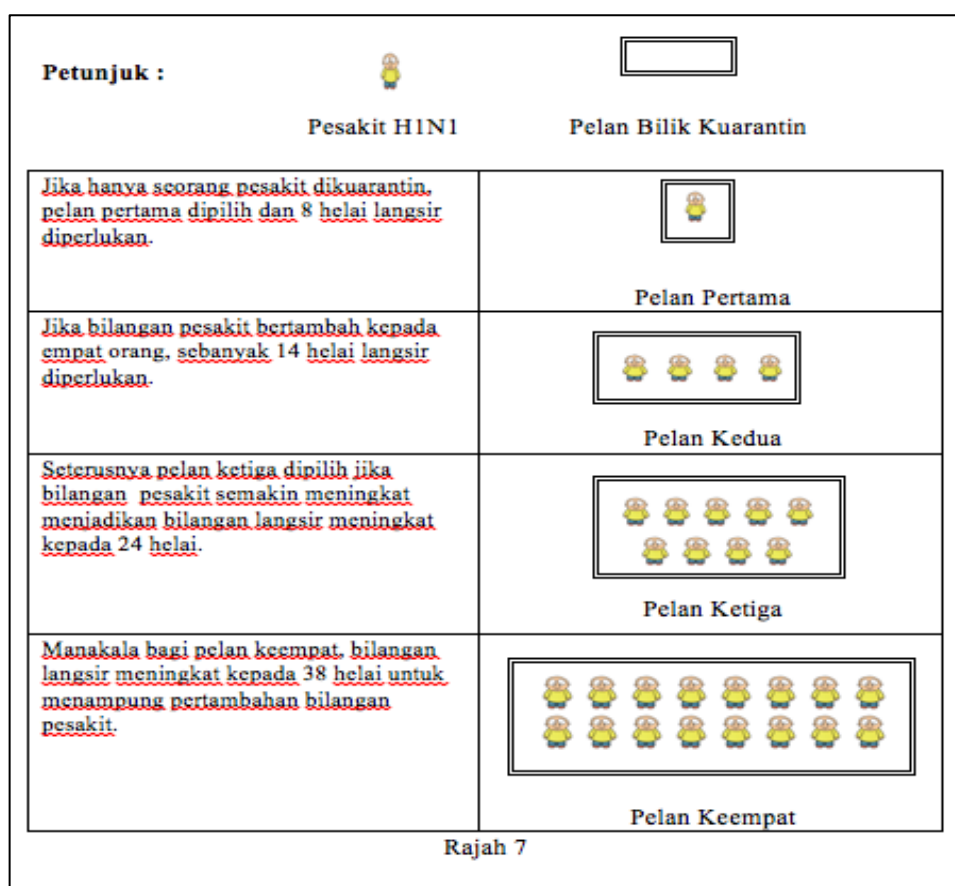 Petunjuk :
Pesakit H1N1
Pelan Bilik Kuarantin
Jika hanya seorang pesakit dikuarantin,
pelan pertama dipilih dan 8 helai langsir
diperlukan.
Pelan Pertama
Jika bilangan pesakit bertambah kepada
empat orang, sebanyak 14 helai langsir
diperlukan.
Pelan Kedua
Seterusnya pelan ketiga dipilih jika
bilangan pesakit semakin meningkat
menjadikan bilangan langsir meningkat
kepada 24 helai.
Pelan Ketiga
Manakala bagi pelan keempat, bilangan
langsir meningkat kepada 38 helai untuk
menampung pertambahan bilangan
pesakit.
Pelan Keempat
Rajah 7